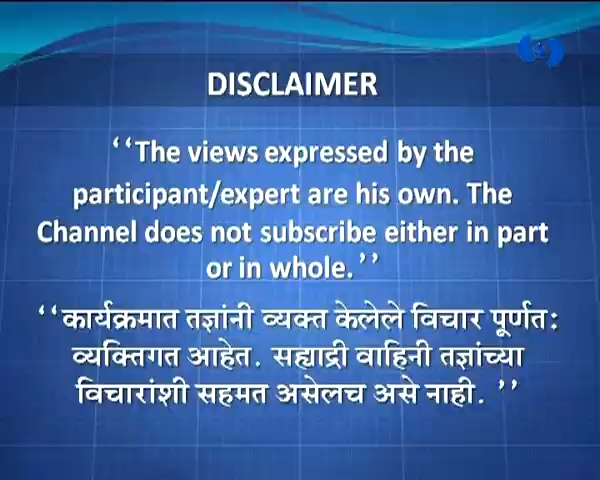 DISCLAIMER
‘‘The views expressed by the
participant/expert are his own. The
Channel does not subscribe either in part
or in whole.’’
‘‘कार्यक्रमात तज्ञांनी व्यक्त केलेले विचार पूर्णत:
व्यक्तिगत आहेत. सह्याद्री वाहिनी तज्ञांच्या
विचारांशी सहमत असेलच असे नाही. ’’